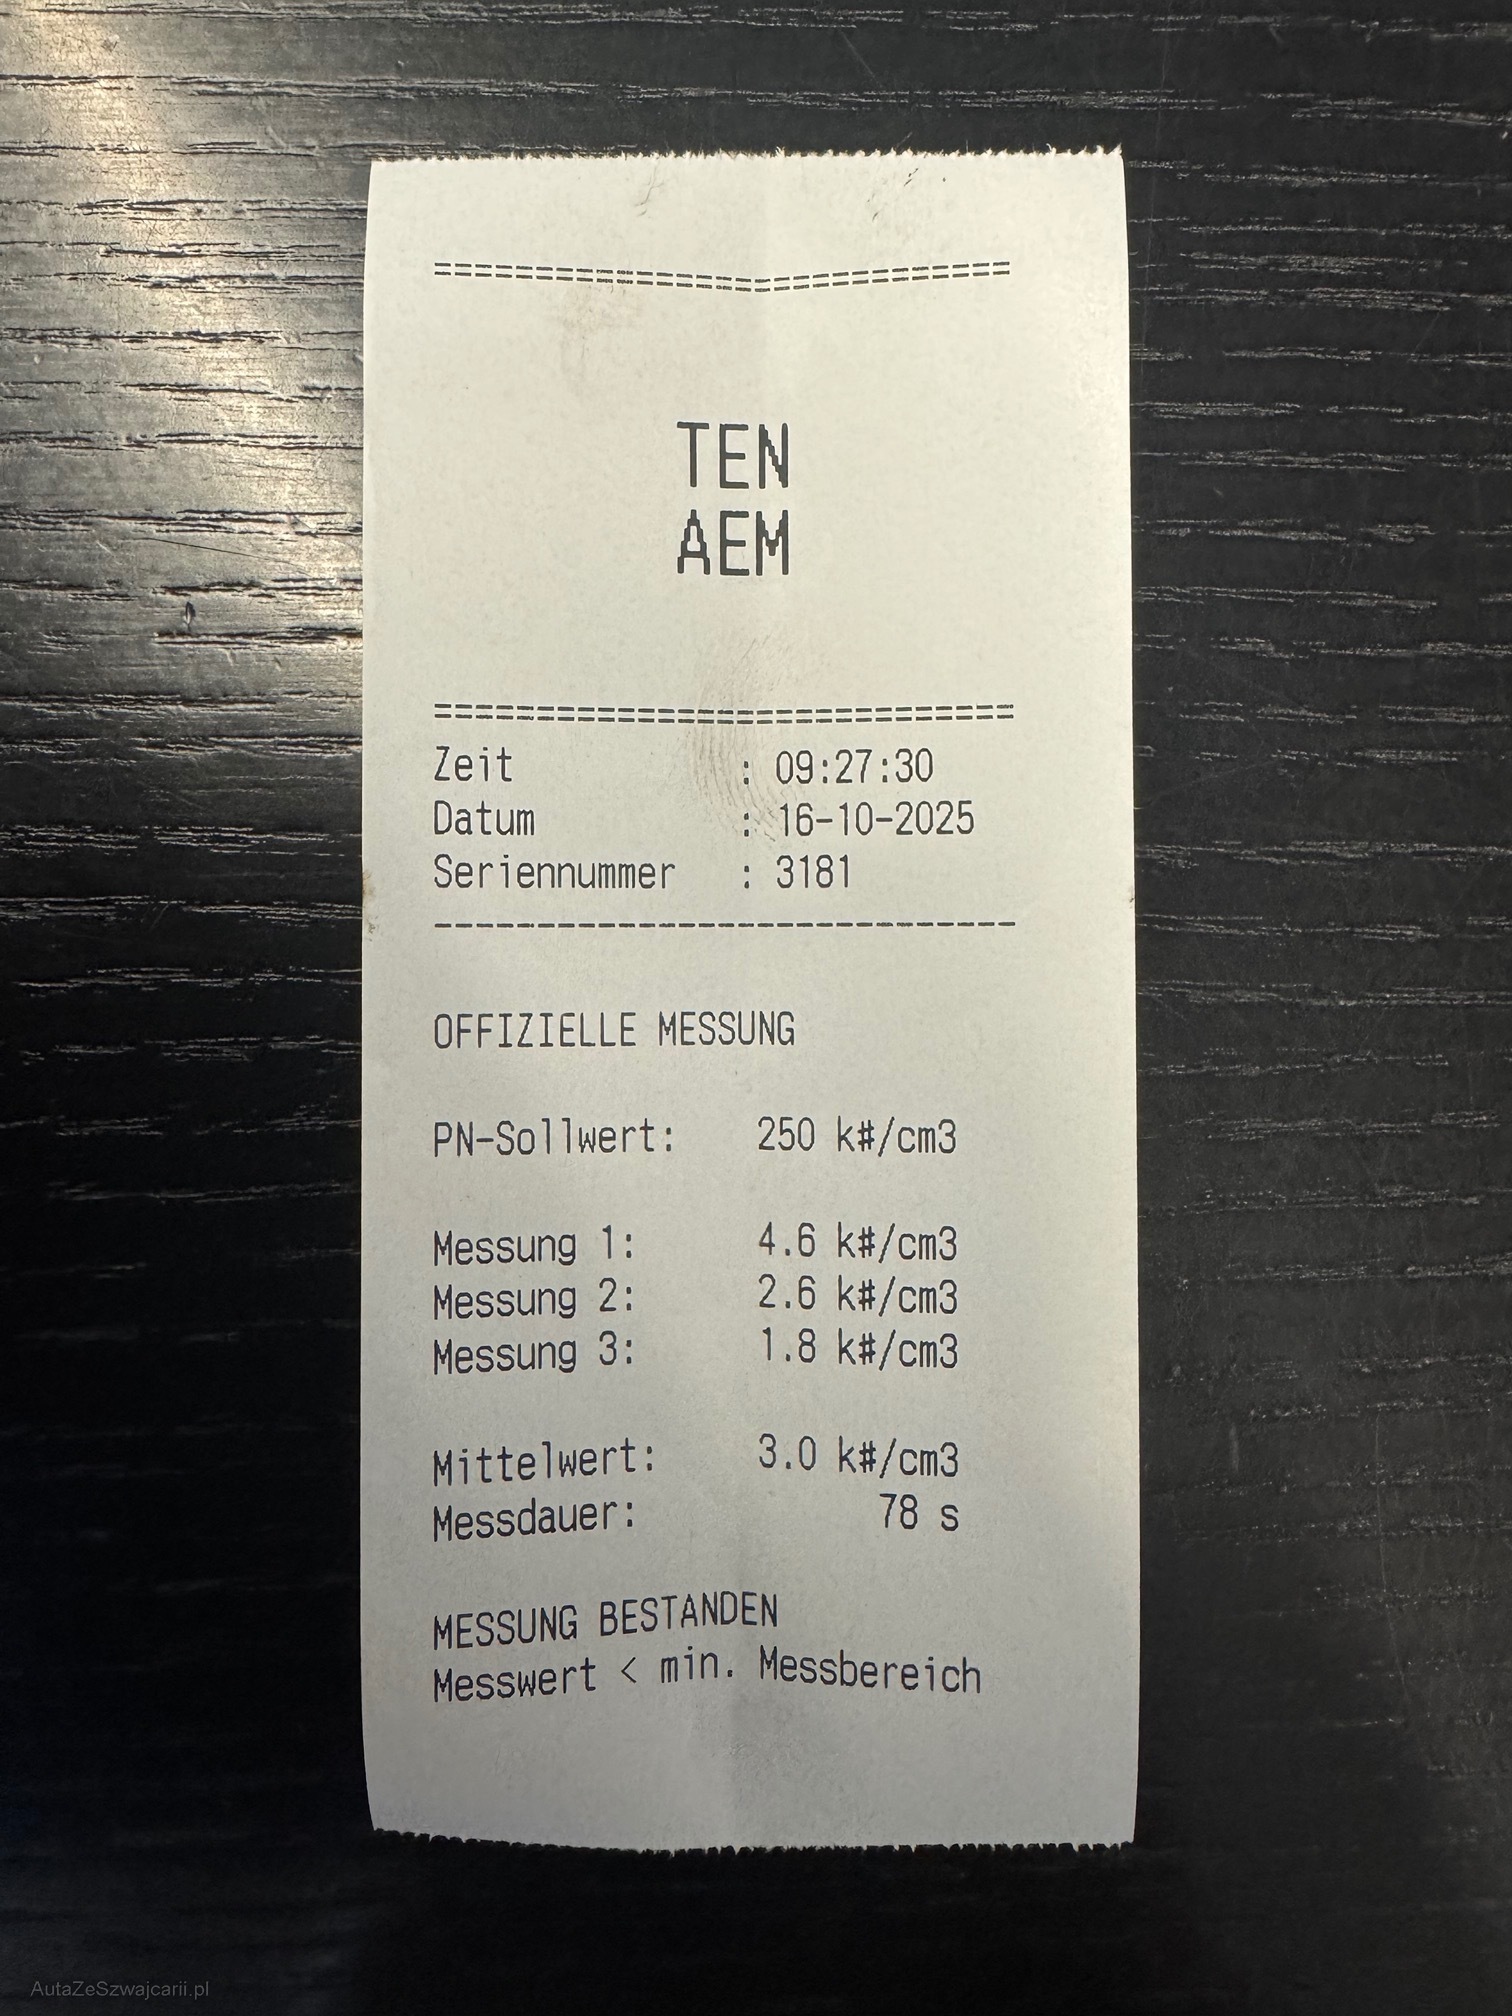 =============================
TEN
AEM
=============================
Zeit : 09:27:30
Datum : 16-10-2025
Seriennummer : 3181
-----------------------------
OFFIZIELLE MESSUNG
PN-Sollwert: 250 k#/cm3
Messung 1: 4.6 k#/cm3
Messung 2: 2.6 k#/cm3
Messung 3: 1.8 k#/cm3
Mittelwert: 3.0 k#/cm3
Messdauer: 78 s
MESSUNG BESTANDEN
Messwert < min. Messbereich
AutaZeSzwajcarii.pl